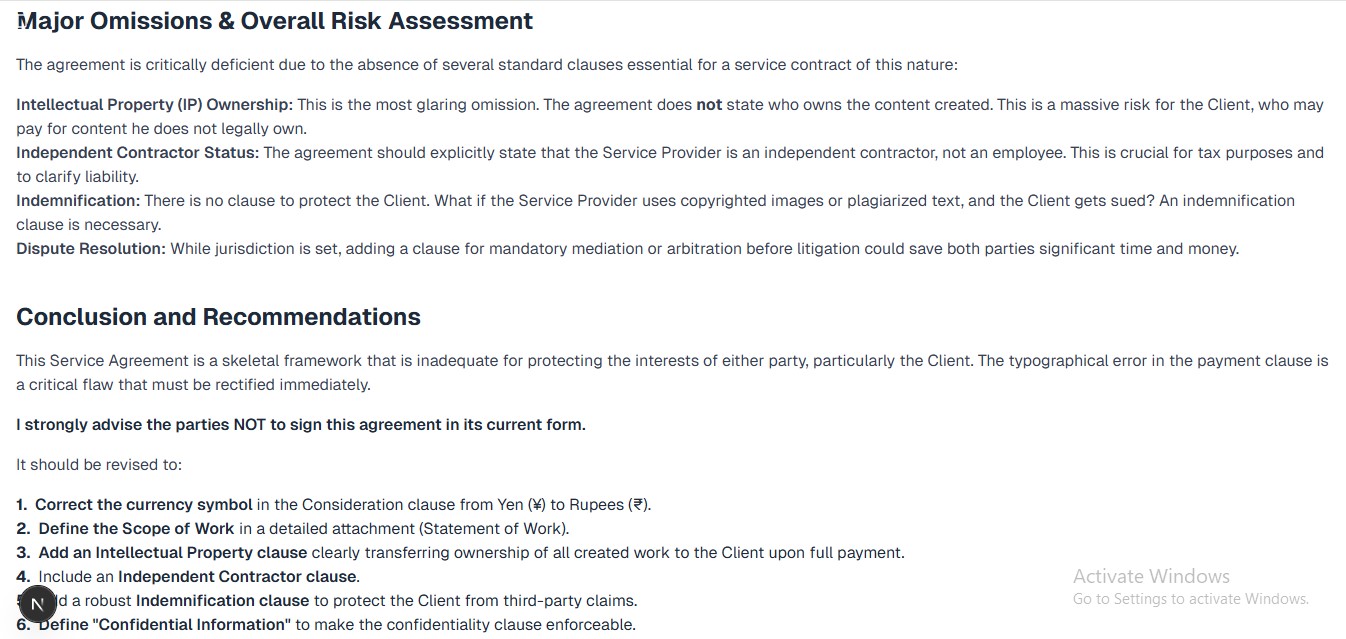 Major Omissions & Overall Risk Assessment
The agreement is critically deficient due to the absence of several standard clauses essential for a service contract of this nature:
Intellectual Property (IP) Ownership: This is the most glaring omission. The agreement does not state who owns the content created. This is a massive risk for the Client, who may
pay for content he does not legally own.
Independent Contractor Status: The agreement should explicitly state that the Service Provider is an independent contractor, not an employee. This is crucial for tax purposes and
to clarify liability.
Indemnification: There is no clause to protect the Client. What if the Service Provider uses copyrighted images or plagiarized text, and the Client gets sued? An indemnification
clause is necessary.
Dispute Resolution: While jurisdiction is set, adding a clause for mandatory mediation or arbitration before litigation could save both parties significant time and money.
Conclusion and Recommendations
This Service Agreement is a skeletal framework that is inadequate for protecting the interests of either party, particularly the Client. The typographical error in the payment clause is
a critical flaw that must be rectified immediately.
I strongly advise the parties NOT to sign this agreement in its current form.
It should be revised to:
1. Correct the currency symbol in the Consideration clause from Yen (¥) to Rupees (₹).
2. Define the Scope of Work in a detailed attachment (Statement of Work).
3. Add an Intellectual Property clause clearly transferring ownership of all created work to the Client upon full payment.
4. Include an Independent Contractor clause.
a robust Indemnification clause to protect the Client from third-party claims.
6. Define "Confidential Information" to make the confidentiality clause enforceable.
N
Activate Windows
Go to Settings to activate Windows.